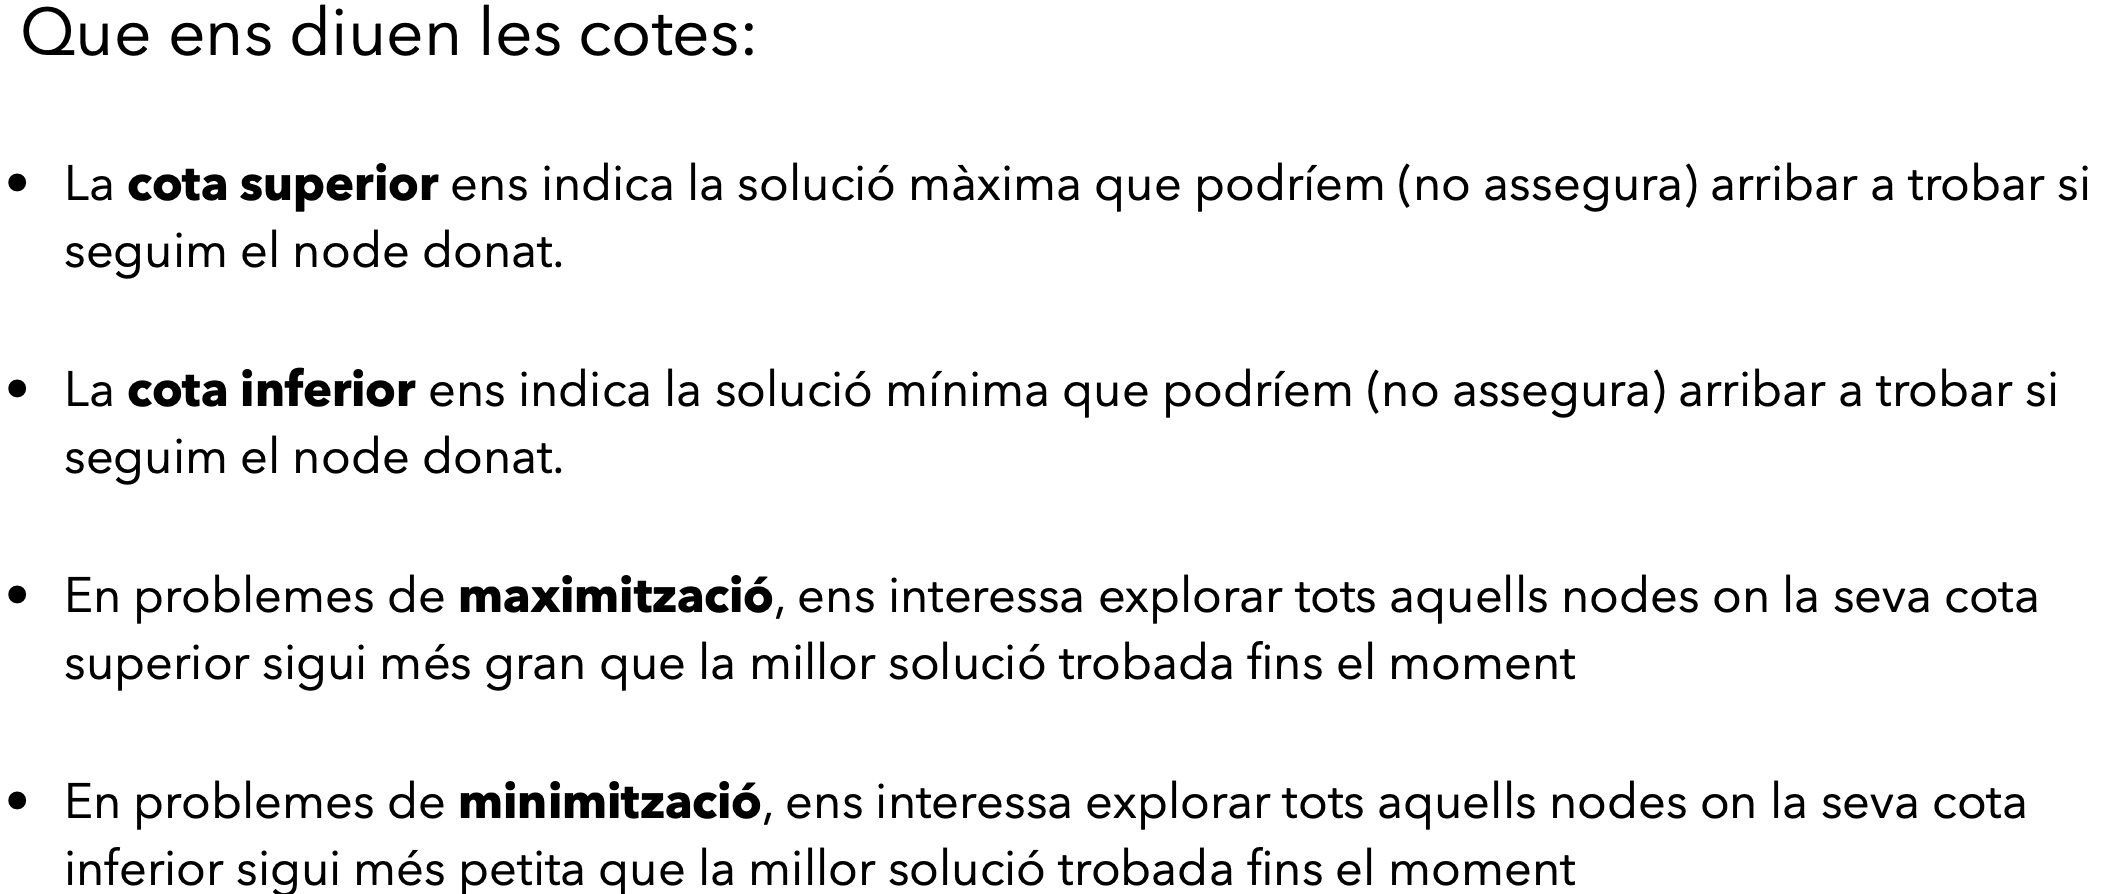 Que ens diuen les cotes:
• La cota superior ens indica la solució màxima que podríem (no assegura) arribar a trobar si
seguim el node donat.
• La cota inferior ens indica la solució mínima que podríem (no assegura) arribar a trobar si
seguim el node donat.
• En problemes de maximització, ens interessa explorar tots aquells nodes on la seva cota
superior sigui més gran que la millor solució trobada fins el moment
• En problemes de minimització, ens interessa explorar tots aquells nodes on la seva cota
inferior sigui més petita que la millor solució trobada fins el moment